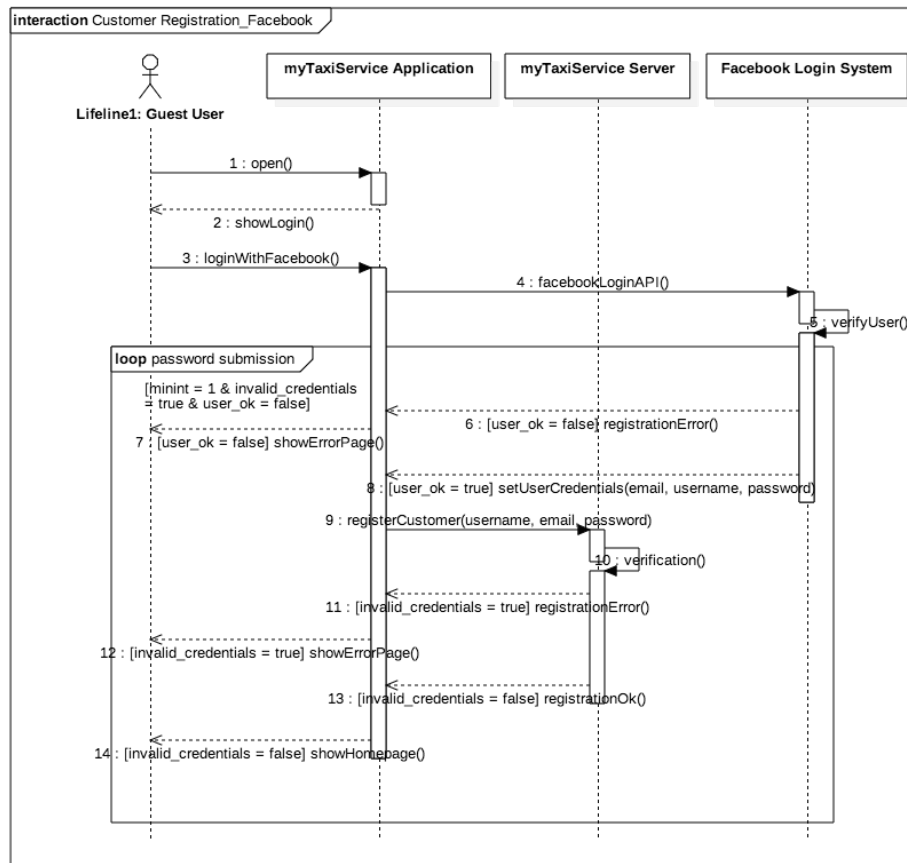 interaction Customer Registration_Facebook
myTaxiService Application
myTaxiService Server
Facebook Login System
Lifeline1: Guest User
1 : open()
2 : showLogin()
3 : loginWithFacebook()
4 : facebookLoginAPI()
5 : verifyUser()
loop password submission
[minint = 1 & invalid_credentials
= true & user_ok = false]
6 : [user_ok = false] registrationError()
7 : [user_ok = false] showErrorPage()
8 : [user_ok = true] setUserCredentials(email, username, password)
9 : registerCustomer(username, email, password)
10 : verification()
11 : [invalid_credentials = true] registrationError()
12 : [invalid_credentials = true] showErrorPage()
13 : [invalid_credentials = false] registrationOk()
14 : [invalid_credentials = false] showHomepage()